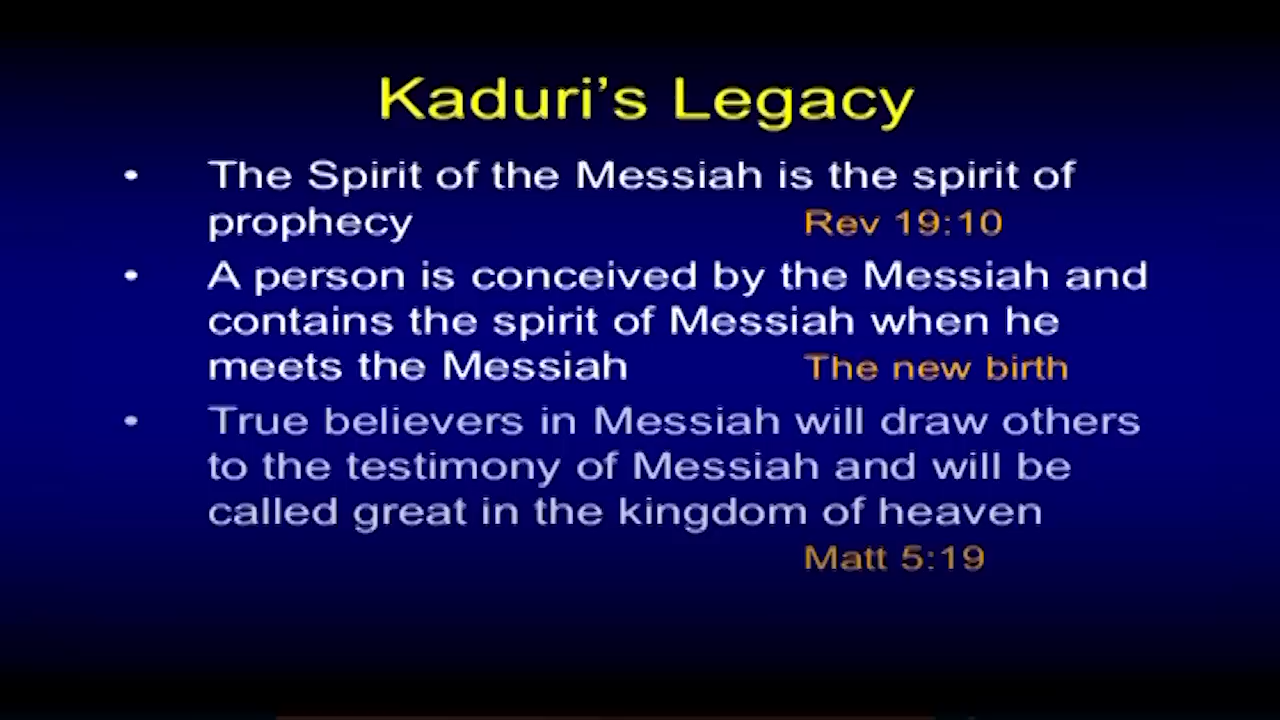 Kaduri's Legacy
• The Spirit of the Messiah is the spirit of
prophecy Rev 19:10
• A person is conceived by the Messiah and
contains the spirit of Messiah when he
meets the Messiah The new birth
• True believers in Messiah will draw others
to the testimony of Messiah and will be
called great in the kingdom of heaven
Matt 5:19